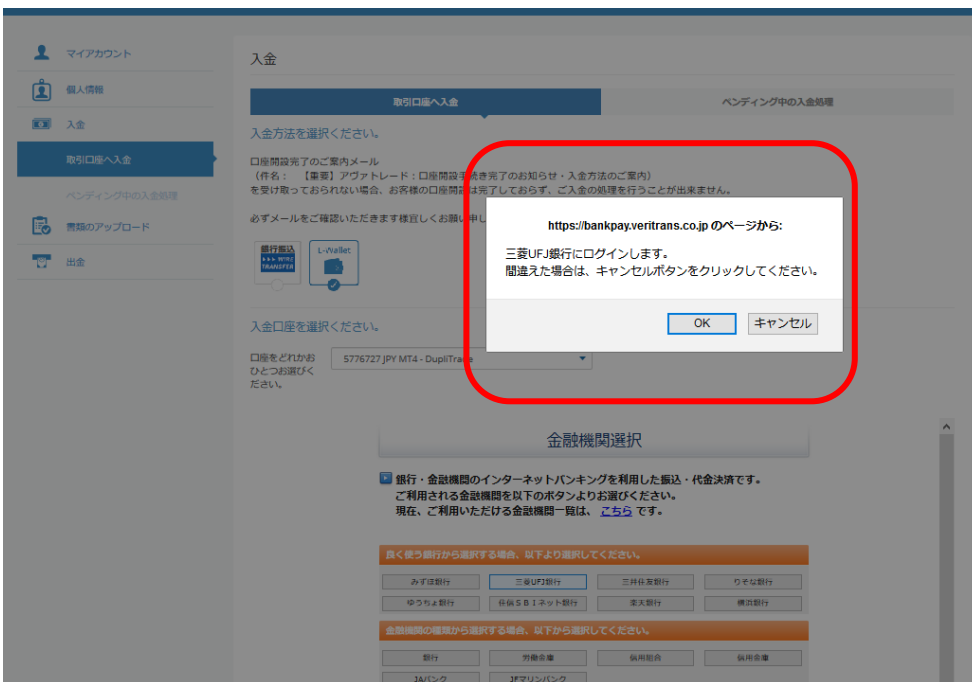 マイアカウント
個人情報
入金
取引口座へ入金
ペンディング中の入金処理
書類のアップロード
出金
入金
取引口座へ入金
ペンディング中の入金処理
入金方法を選択ください。
口座開設完了のご案内メール
(件名： 【重要】アヴァトレード：口座開設手続き完了のお知らせ・入金方法のご案内)
を受け取っておられない場合、お客様の口座開設は完了しておらず、ご入金の処理を行うことが出来ません。
必ずメールをご確認いただきます様宜しくお願い申し
銀行振込
WIRE
TRANSFER
L-Wallet
https://bankpay.veritrans.co.jp のページから:
三菱UFJ銀行にログインします。
間違えた場合は、キャンセルボタンをクリックしてください。
OK
キャンセル
入金口座を選択ください。
口座をどれかお
ひとつお選びく
ださい。
5776727 JPY MT4 - DupliTrade
金融機関選択
銀行・金融機関のインターネットバンキングを利用した振込・代金決済です。
ご利用される金融機関を以下のボタンよりお選びください。
現在、ご利用いただける金融機関一覧は、 こちら です。
良く使う銀行から選択する場合、以下より選択してください。
みずほ銀行 三菱UFJ銀行 三井住友銀行 りそな銀行
ゆうちょ銀行 住信ＳＢＩネット銀行 楽天銀行 横浜銀行
金融機関の種類から選択する場合、以下から選択してください。
銀行 労働金庫 信用組合 信用金庫
JAバンク JFマリンバンク